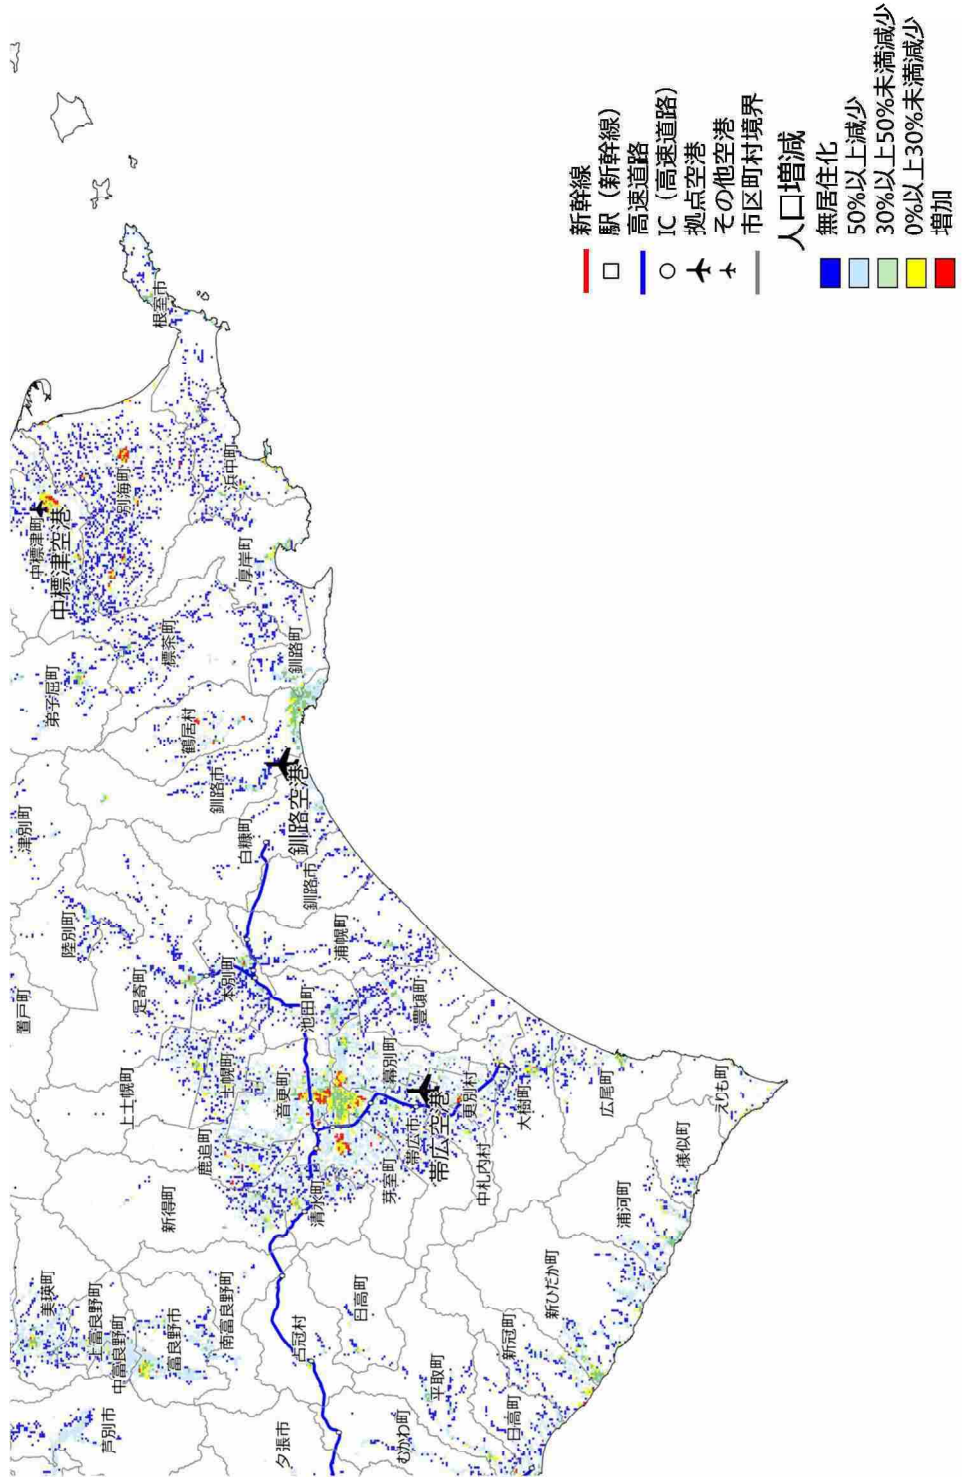 根室市
中標津町
中標津空港
別海町
浜中町
厚岸町
弟子屈町
標茶町
釧路町
鶴居村
釧路市
釧路空港
津別町
白糠町
釧路市
陸別町
浦幌町
置戸町
足寄町
本別町
池田町
豊頃町
上士幌町
士幌町
音更町
幕別町
帯広空港
帯広市
更別村
大樹町
広尾町
えりも町
鹿追町
新得町
清水町
芽室町
中札内村
様似町
浦河町
美瑛町
上富良野町
中富良野町
富良野市
南富良野町
占冠村
日高町
新ひだか町
新冠町
平取町
芦別市
夕張市
むかわ町
日高町
新幹線
駅（新幹線）
高速道路
IC（高速道路）
拠点空港
その他空港
市区町村境界
人口増減
無居住化
50%以上減少
30%以上50%未満減少
0%以上30%未満減少
増加